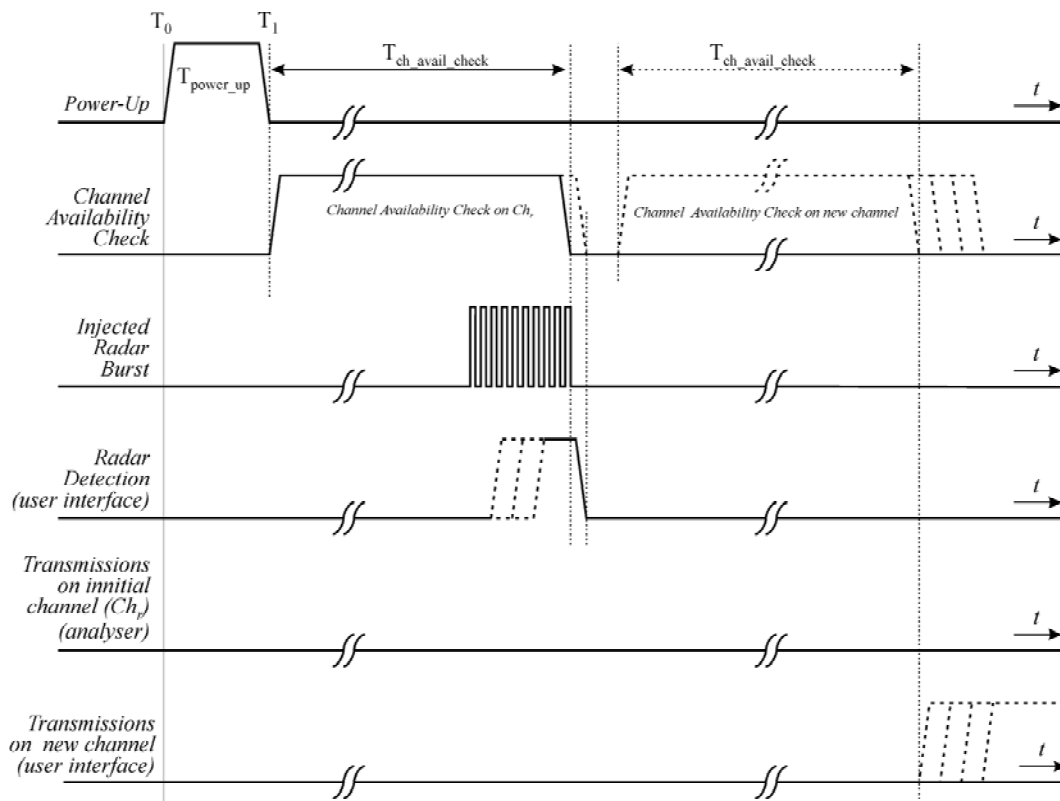 T0 T1
Tpower_up
Tch_avail_check
Tch_avail_check
Power-Up
t
Channel
Availability
Check
Channel Availability Check on Chr
Channel Availability Check on new channel
t
Injected
Radar
Burst
t
Radar
Detection
(user interface)
t
Transmissions
on innitial
channel (Chr)
(analyser)
t
Transmissions
on new channel
(user interface)
t